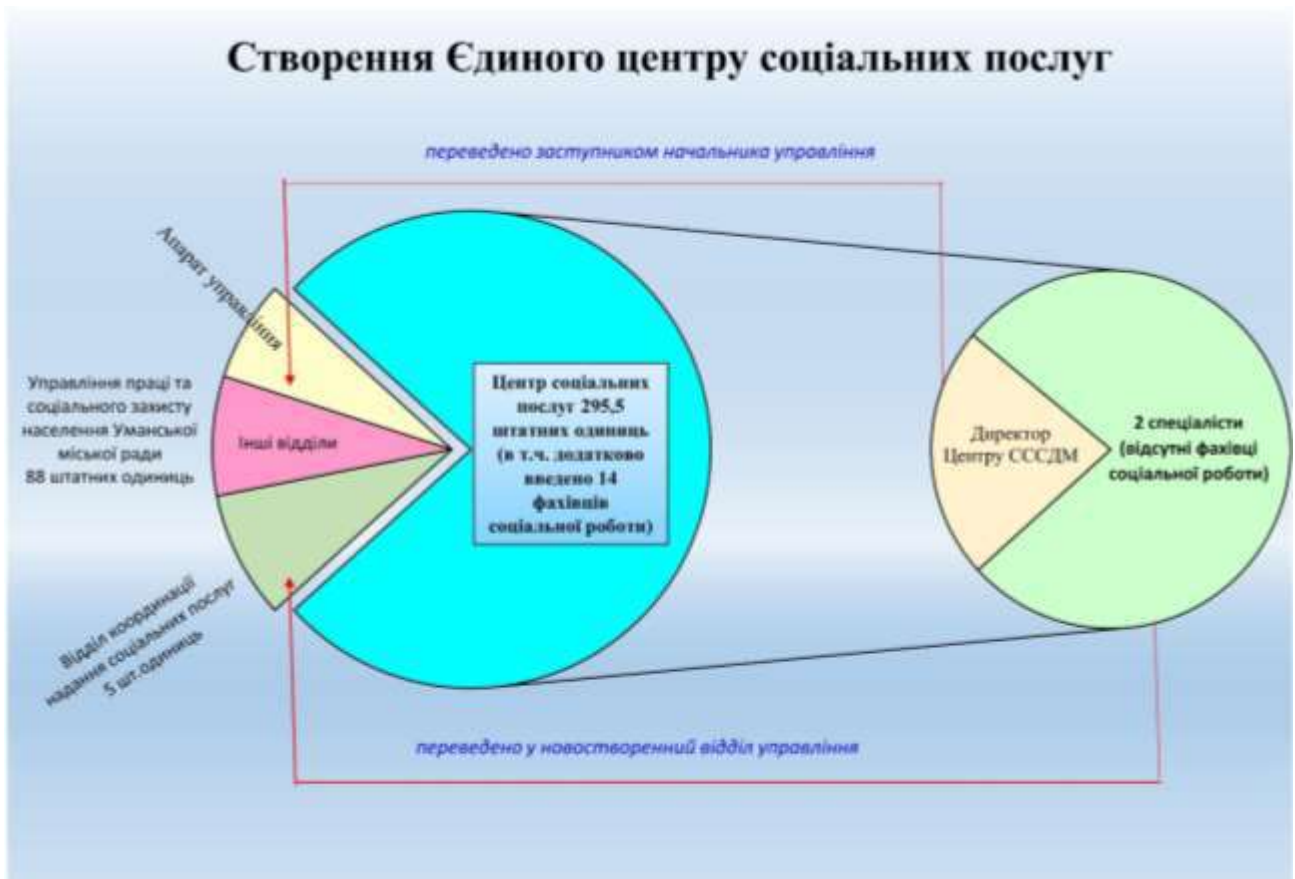 Створення Єдиного центру соціальних послуг
переведено заступником начальника управління
Апарат управління
Управління праці та
соціального захисту
населення Уманської
міської ради
88 штатних одиниць
Інші відділи
Центр соціальних
послуг 295,5
штатних одиниць
(в т.ч. додатково
введено 14
фахівців
соціальної роботи)
Директор
Центру СССДМ
2 спеціалісти
(відсутні фахівці
соціальної роботи)
Відділ координації
надання соціальних послуг
5 шт.одиниць
переведено у новостворенний відділ управління